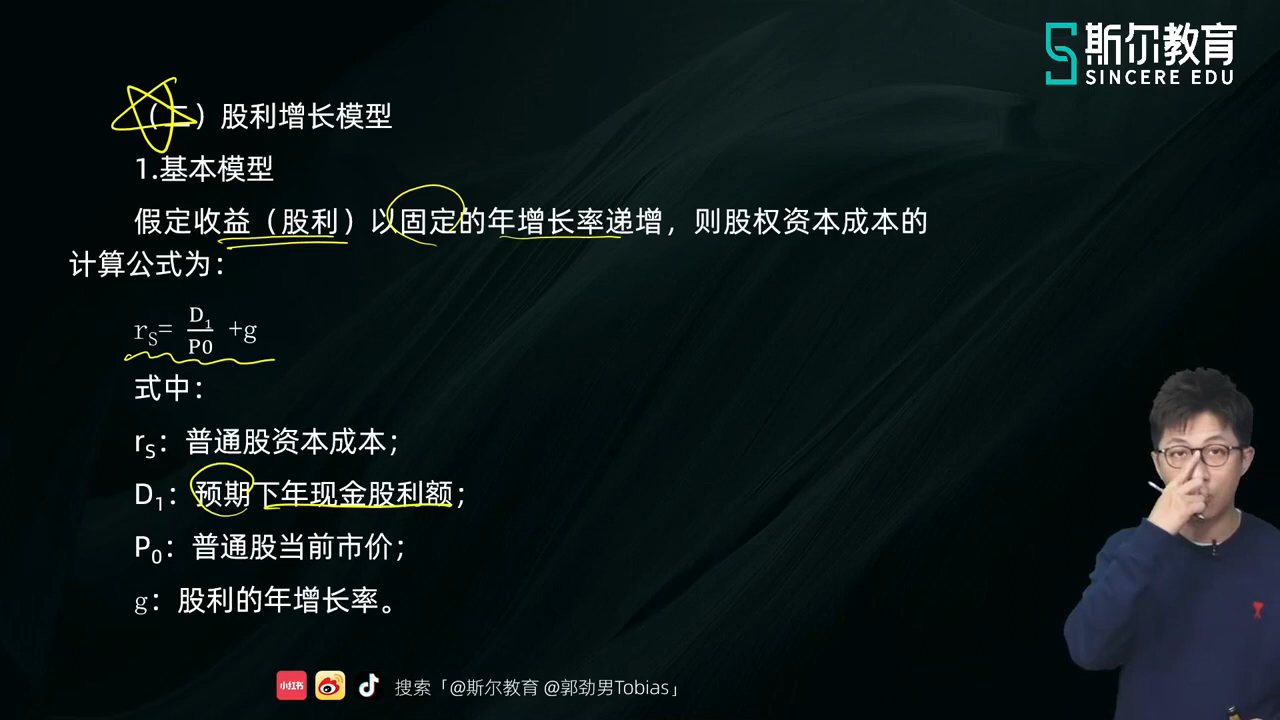 斯尔教育
SINCERE EDU
（二）股利增长模型
1.基本模型
假定收益（股利）以固定的年增长率递增，则股权资本成本的
计算公式为：
rS= D1/P0 +g
式中：
rS：普通股资本成本；
D1：预期下年现金股利额；
P0：普通股当前市价；
g：股利的年增长率。
小红书
搜索「@斯尔教育 @郭劲男Tobias」